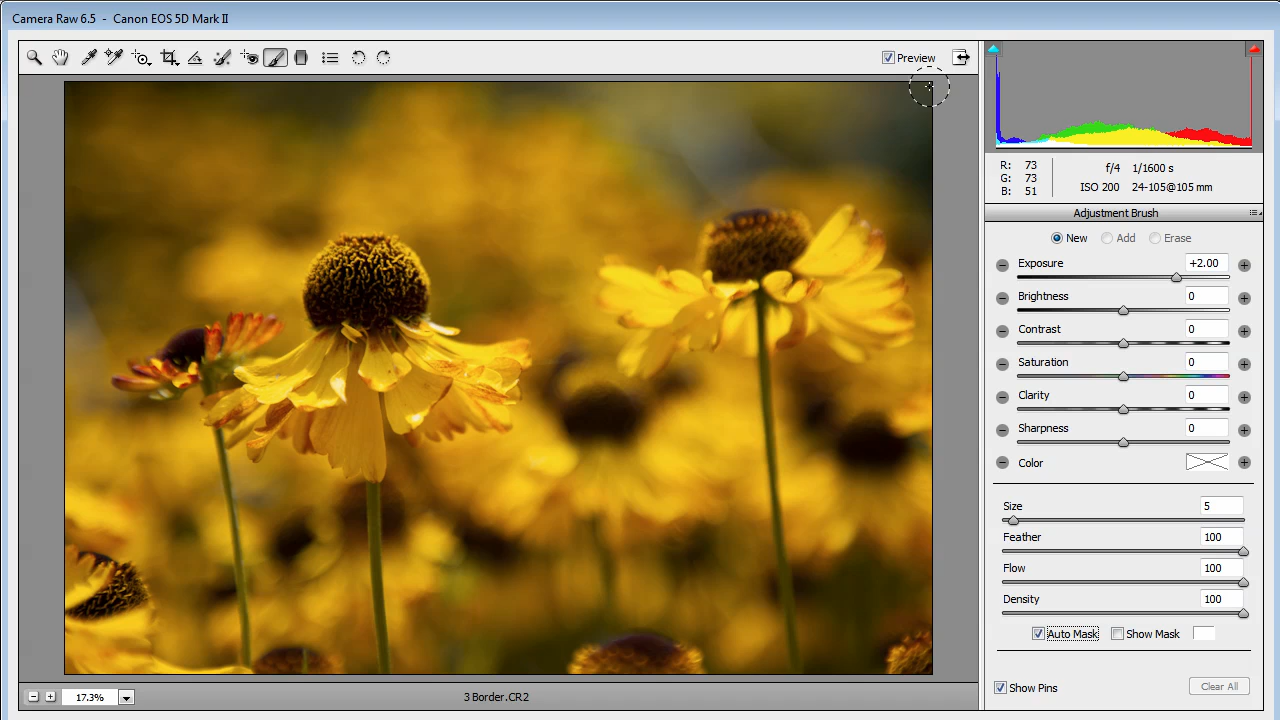 Camera Raw 6.5 - Canon EOS 5D Mark II
Preview
R: 73
G: 73
B: 51
f/4 1/1600 s
ISO 200 24-105@105 mm
Adjustment Brush
New Add Erase
Exposure +2.00
Brightness 0
Contrast 0
Saturation 0
Clarity 0
Sharpness 0
Color
Size 5
Feather 100
Flow 100
Density 100
Auto Mask Show Mask
Show Pins Clear All
17.3% 3 Border.CR2